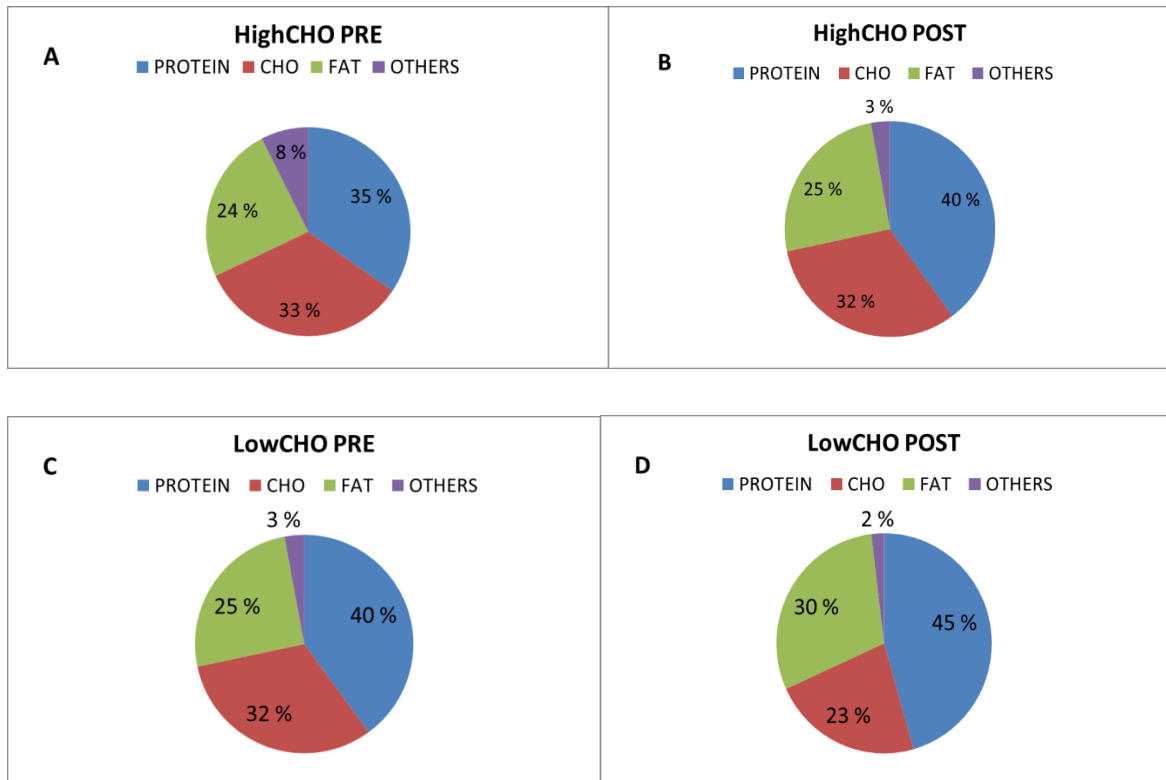 A
HighCHO PRE
PROTEIN CHO FAT OTHERS
8 %
35 %
24 %
33 %
B
HighCHO POST
PROTEIN CHO FAT OTHERS
3 %
25 %
40 %
32 %
C
LowCHO PRE
PROTEIN CHO FAT OTHERS
3 %
25 %
40 %
32 %
D
LowCHO POST
PROTEIN CHO FAT OTHERS
2 %
30 %
45 %
23 %